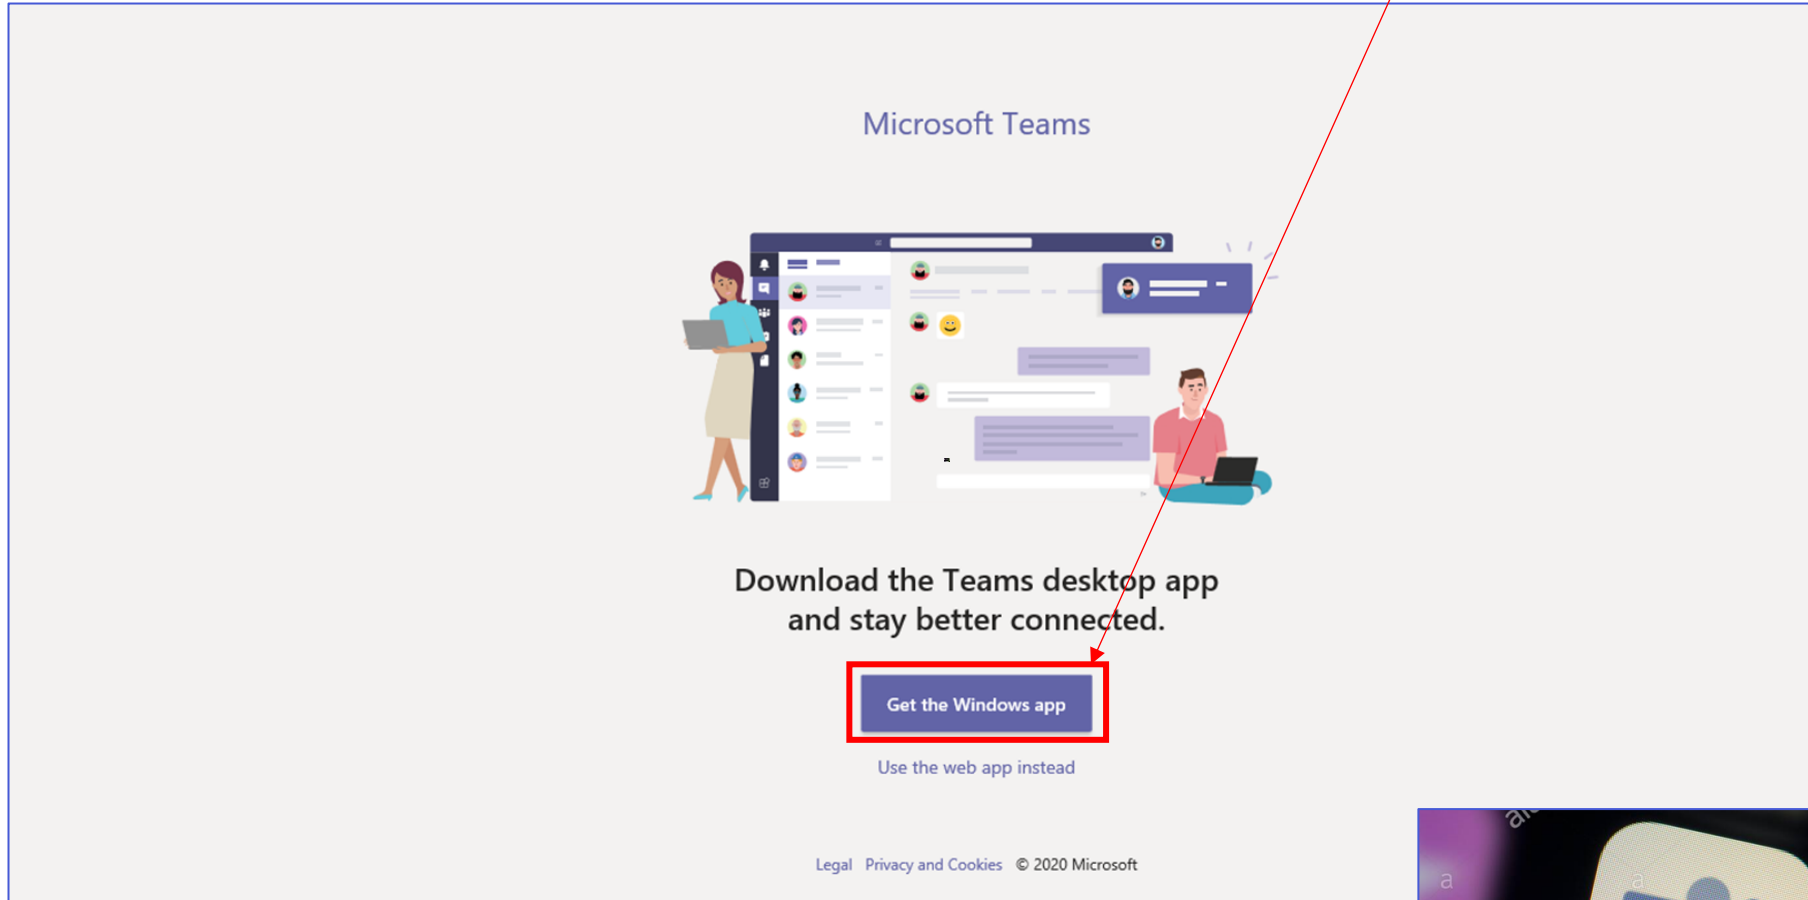 Microsoft Teams
Download the Teams desktop app
and stay better connected.
Get the Windows app
Use the web app instead
Legal Privacy and Cookies © 2020 Microsoft
a
a